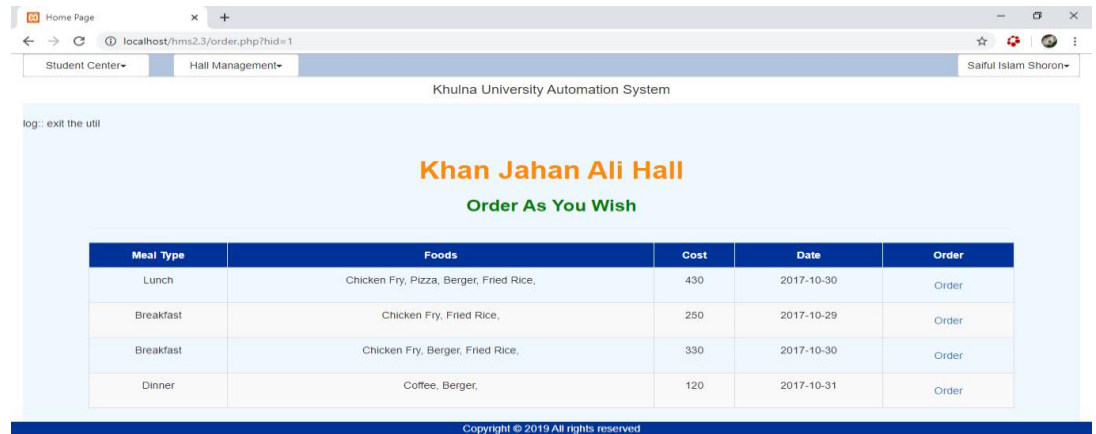 Home Page
localhost/hms2.3/order.php?hid=1
Student Center Hall Management Saiful Islam Shoron
Khulna University Automation System
log:: exit the util
Khan Jahan Ali Hall
Order As You Wish
Meal Type Foods Cost Date Order
Lunch Chicken Fry, Pizza, Berger, Fried Rice, 430 2017-10-30 Order
Breakfast Chicken Fry, Fried Rice, 250 2017-10-29 Order
Breakfast Chicken Fry, Berger, Fried Rice, 330 2017-10-30 Order
Dinner Coffee, Berger, 120 2017-10-31 Order
Copyright © 2019 All rights reserved